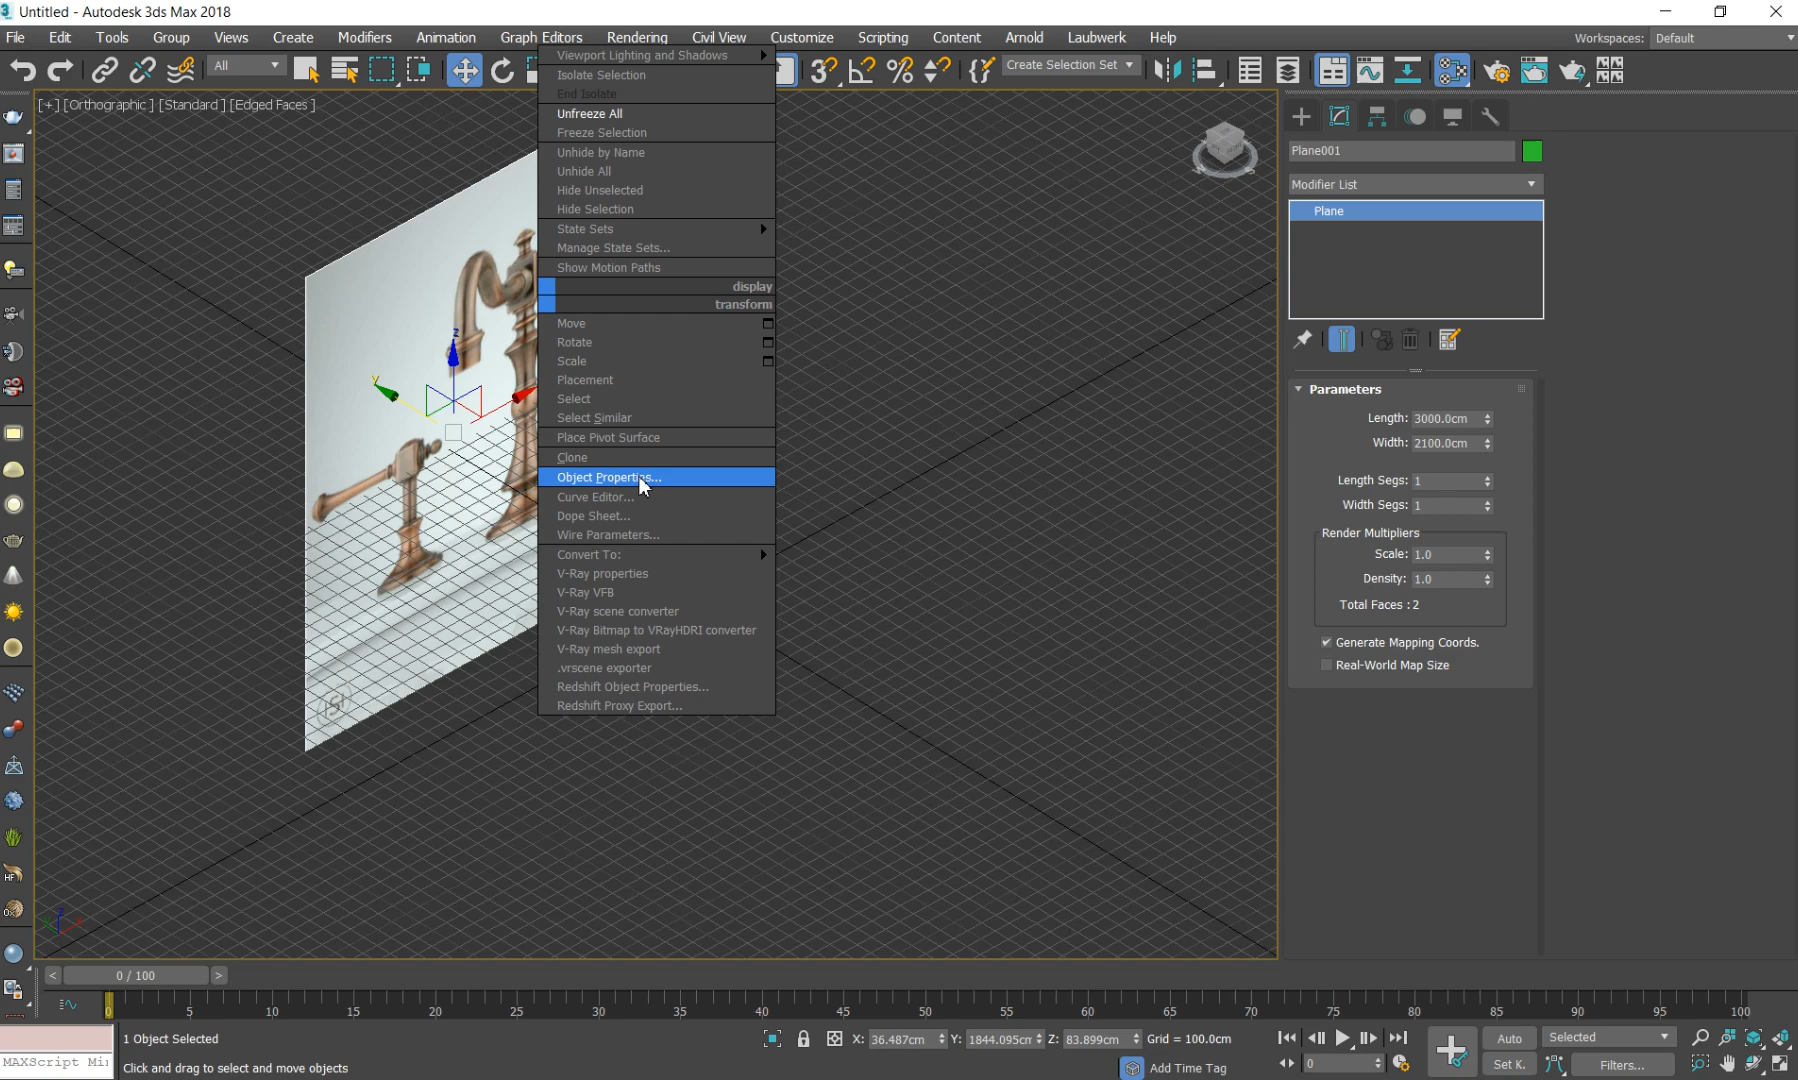 Untitled - Autodesk 3ds Max 2018
File Edit Tools Group Views Create Modifiers Animation Graph Editors Rendering Civil View Customize Scripting Content Arnold Laubwerk Help Workspaces: Default
All Create Selection Set
[+] [Orthographic] [Standard] [Edged Faces]
Viewport Lighting and Shadows
Isolate Selection
End Isolate
Unfreeze All
Freeze Selection
Unhide by Name
Unhide All
Hide Unselected
Hide Selection
State Sets
Manage State Sets...
Show Motion Paths
display
transform
Move
Rotate
Scale
Placement
Select
Select Similar
Place Pivot Surface
Clone
Object Properties...
Curve Editor...
Dope Sheet...
Wire Parameters...
Convert To:
V-Ray properties
V-Ray VFB
V-Ray scene converter
V-Ray Bitmap to VRayHDRI converter
V-Ray mesh export
.vrscene exporter
Redshift Object Properties...
Redshift Proxy Export...
Plane001
Modifier List
Plane
Parameters
Length: 3000.0cm
Width: 2100.0cm
Length Segs: 1
Width Segs: 1
Render Multipliers
Scale: 1.0
Density: 1.0
Total Faces : 2
Generate Mapping Coords.
Real-World Map Size
0 / 100
0 5 10 15 20 25 30 35 40 45 50 55 60 65 70 75 80 85 90 95 100
1 Object Selected
X: 36.487cm Y: 1844.095cm Z: 83.899cm Grid = 100.0cm
Auto Selected
MAXScript Mi
Click and drag to select and move objects
Add Time Tag
0
Set K. Filters...